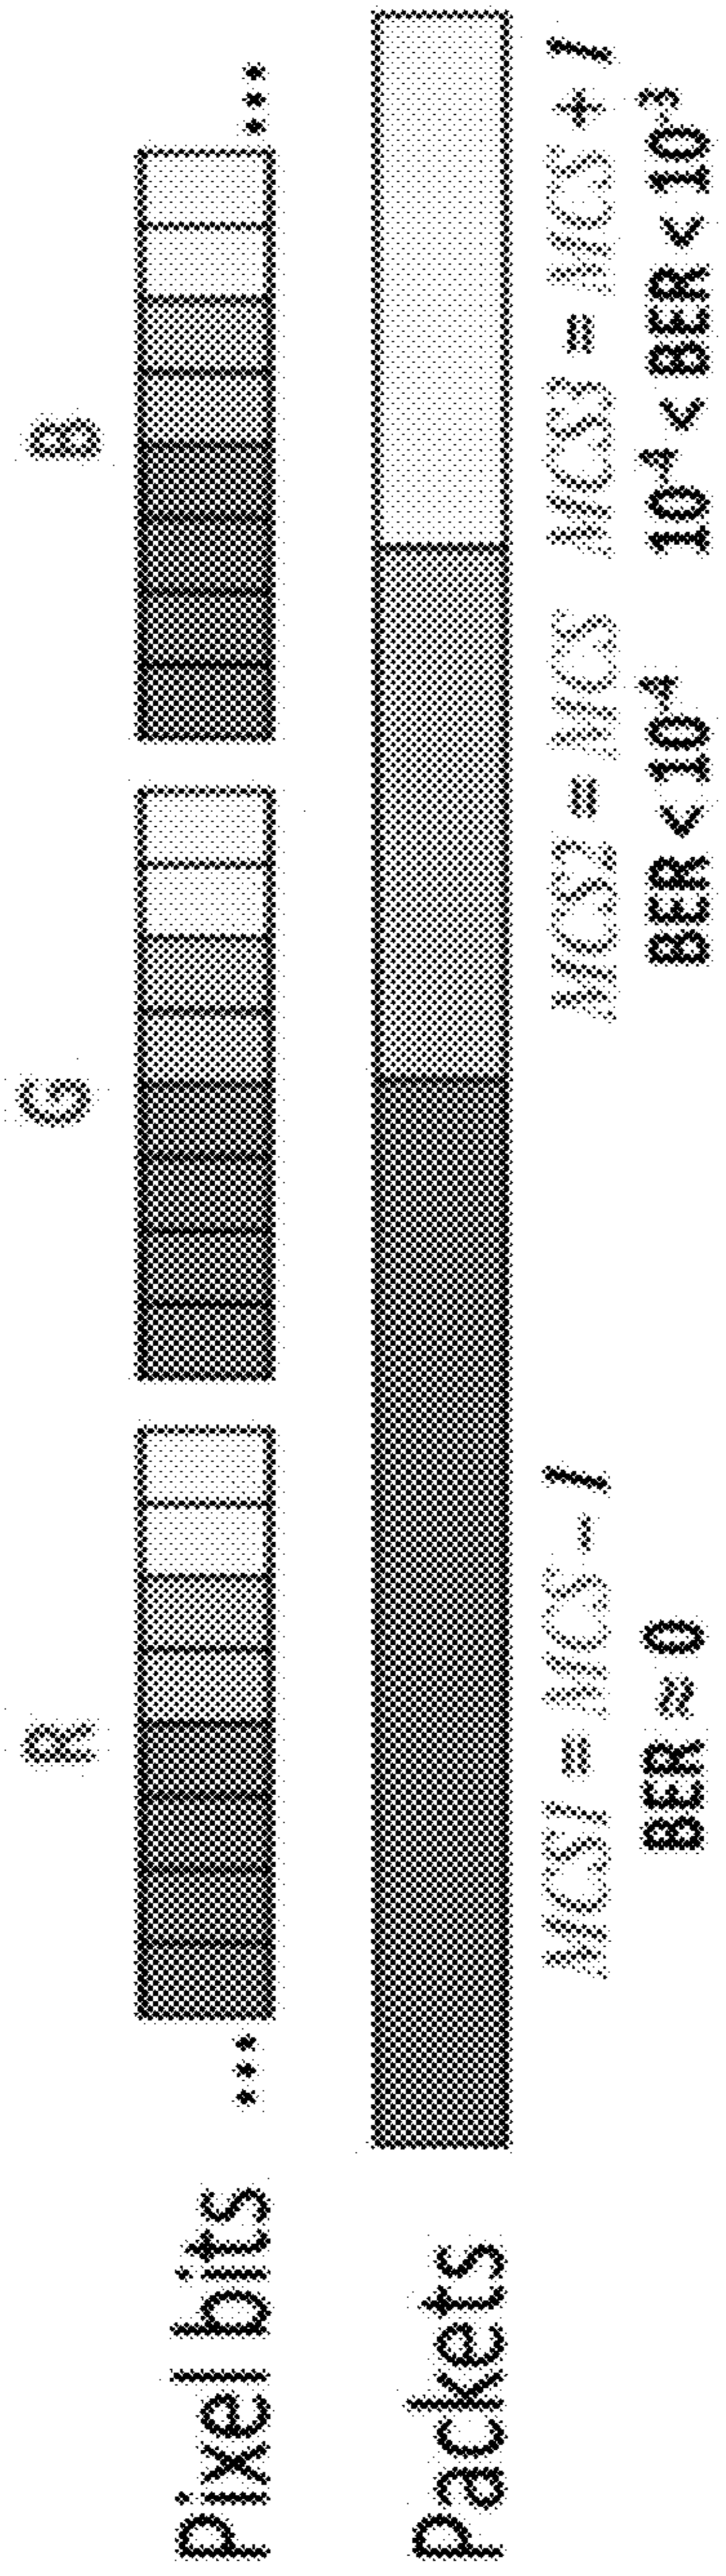 R G B
Pixel bits ... ...
Packets
MCS1 = MCS - 1 MCS2 = MCS MCS3 = MCS + 1
BER ≈ 0 BER < 10⁻⁴ 10⁻⁴ < BER < 10⁻³